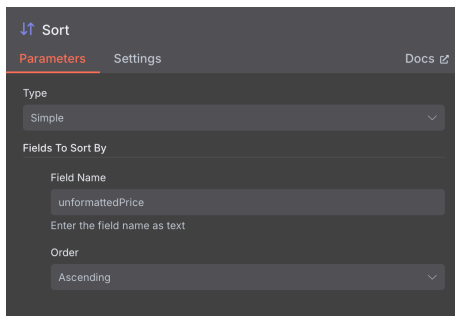 Sort
Parameters Settings Docs
Type
Simple
Fields To Sort By
Field Name
unformattedPrice
Enter the field name as text
Order
Ascending